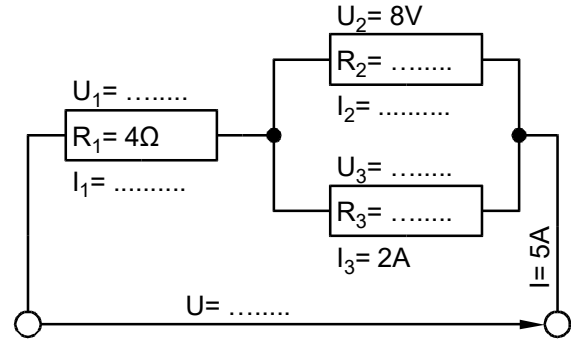 U₂= 8V
R₂= ….....
I₂= ..........
U₁= ….....
R₁= 4Ω
I₁= ..........
U₃= ….....
R₃= ….....
I₃= 2A
I= 5A
U= ….....